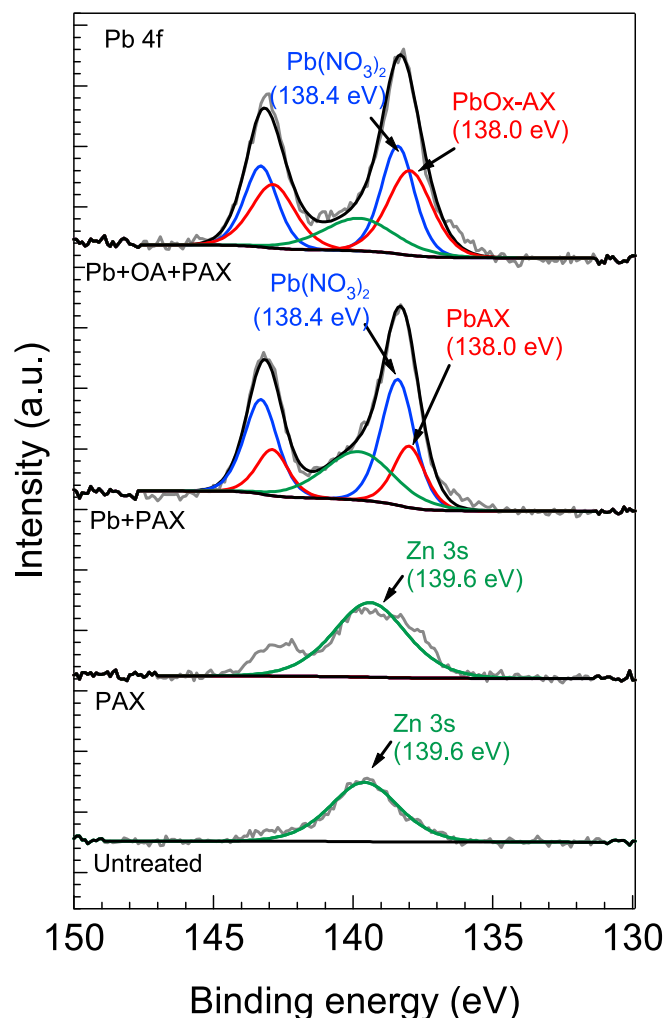 Pb 4f
Pb(NO₃)₂
(138.4 eV)
PbOx-AX
(138.0 eV)
Pb+OA+PAX
Pb(NO₃)₂
(138.4 eV)
PbAX
(138.0 eV)
Pb+PAX
Zn 3s
(139.6 eV)
PAX
Zn 3s
(139.6 eV)
Untreated
Intensity (a.u.)
150 145 140 135 130
Binding energy (eV)